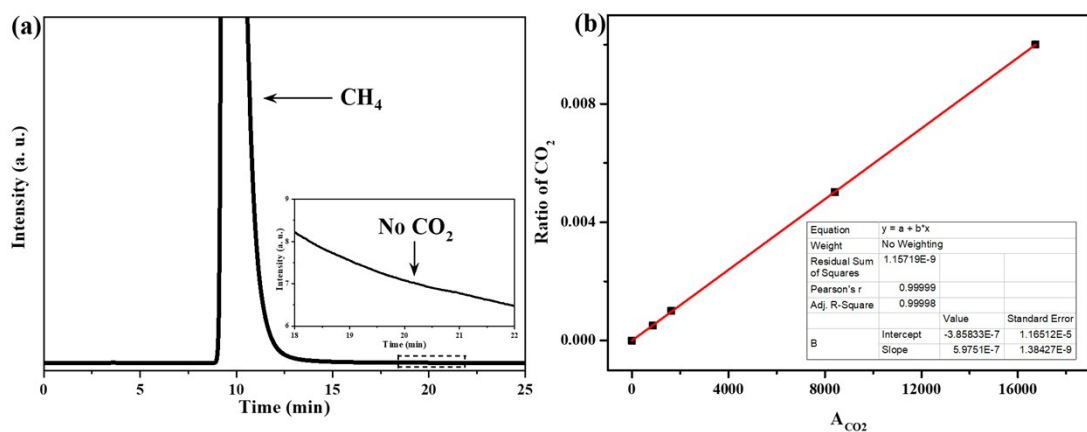 (a)
CH4
Intensity (a. u.)
9
8
7
6
Intensity (a. u.)
No CO2
18
19
20
21
22
Time (min)
0
5
10
15
20
25
Time (min)
(b)
0.008
0.004
0.000
Ratio of CO2
Equation y = a + b*x
Weight No Weighting
Residual Sum of Squares 1.15719E-9
Pearson's r 0.99999
Adj. R-Square 0.99998
Value Standard Error
B Intercept -3.85833E-7 1.16512E-5
Slope 5.9751E-7 1.38427E-9
0
4000
8000
12000
16000
ACO2